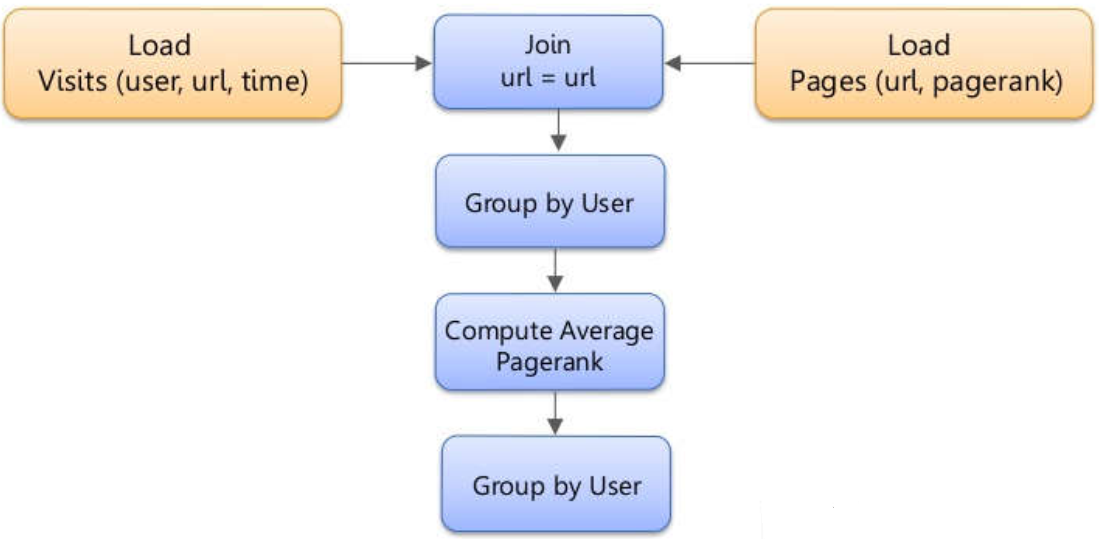 Load
Visits (user, url, time)
Join
url = url
Load
Pages (url, pagerank)
Group by User
Compute Average
Pagerank
Group by User